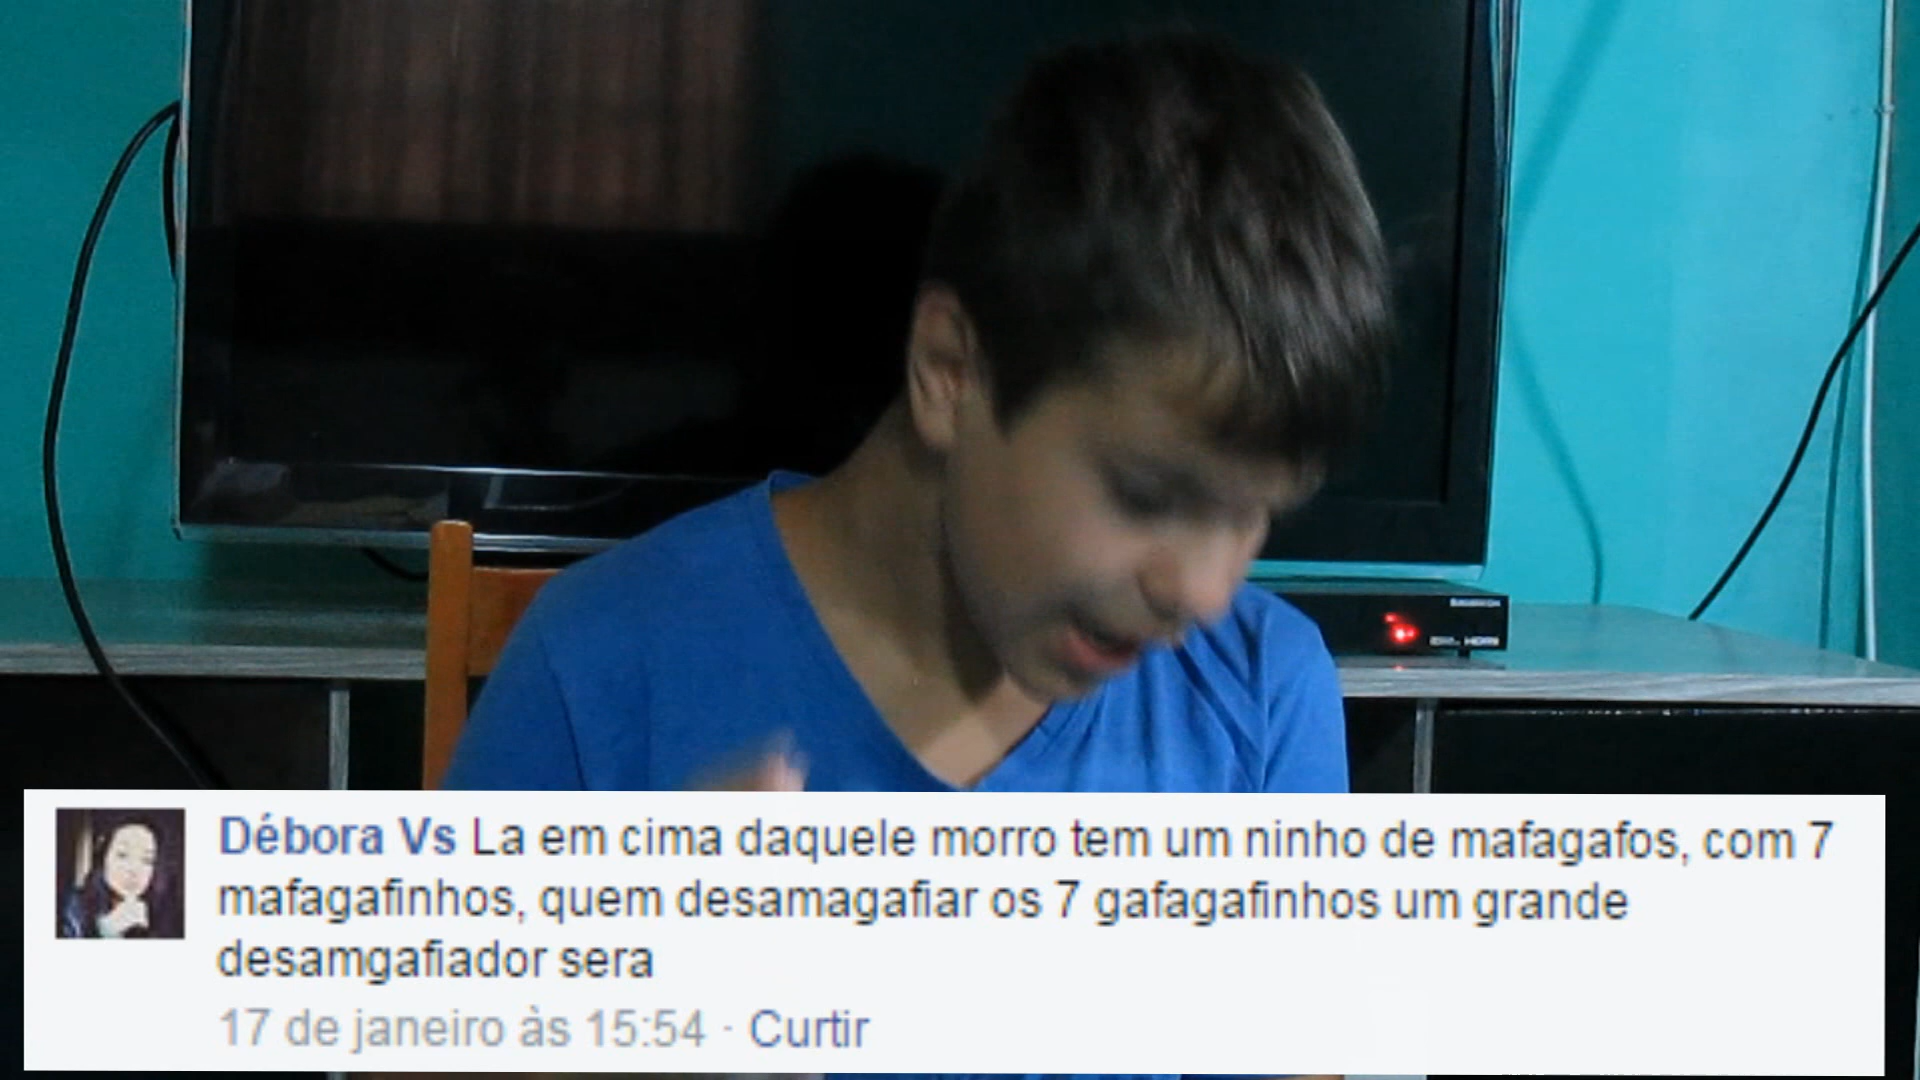 HDMI
Débora Vs La em cima daquele morro tem um ninho de mafagafos, com 7
mafagafinhos, quem desamagafiar os 7 gafagafinhos um grande
desamgafiador sera
17 de janeiro às 15:54 · Curtir